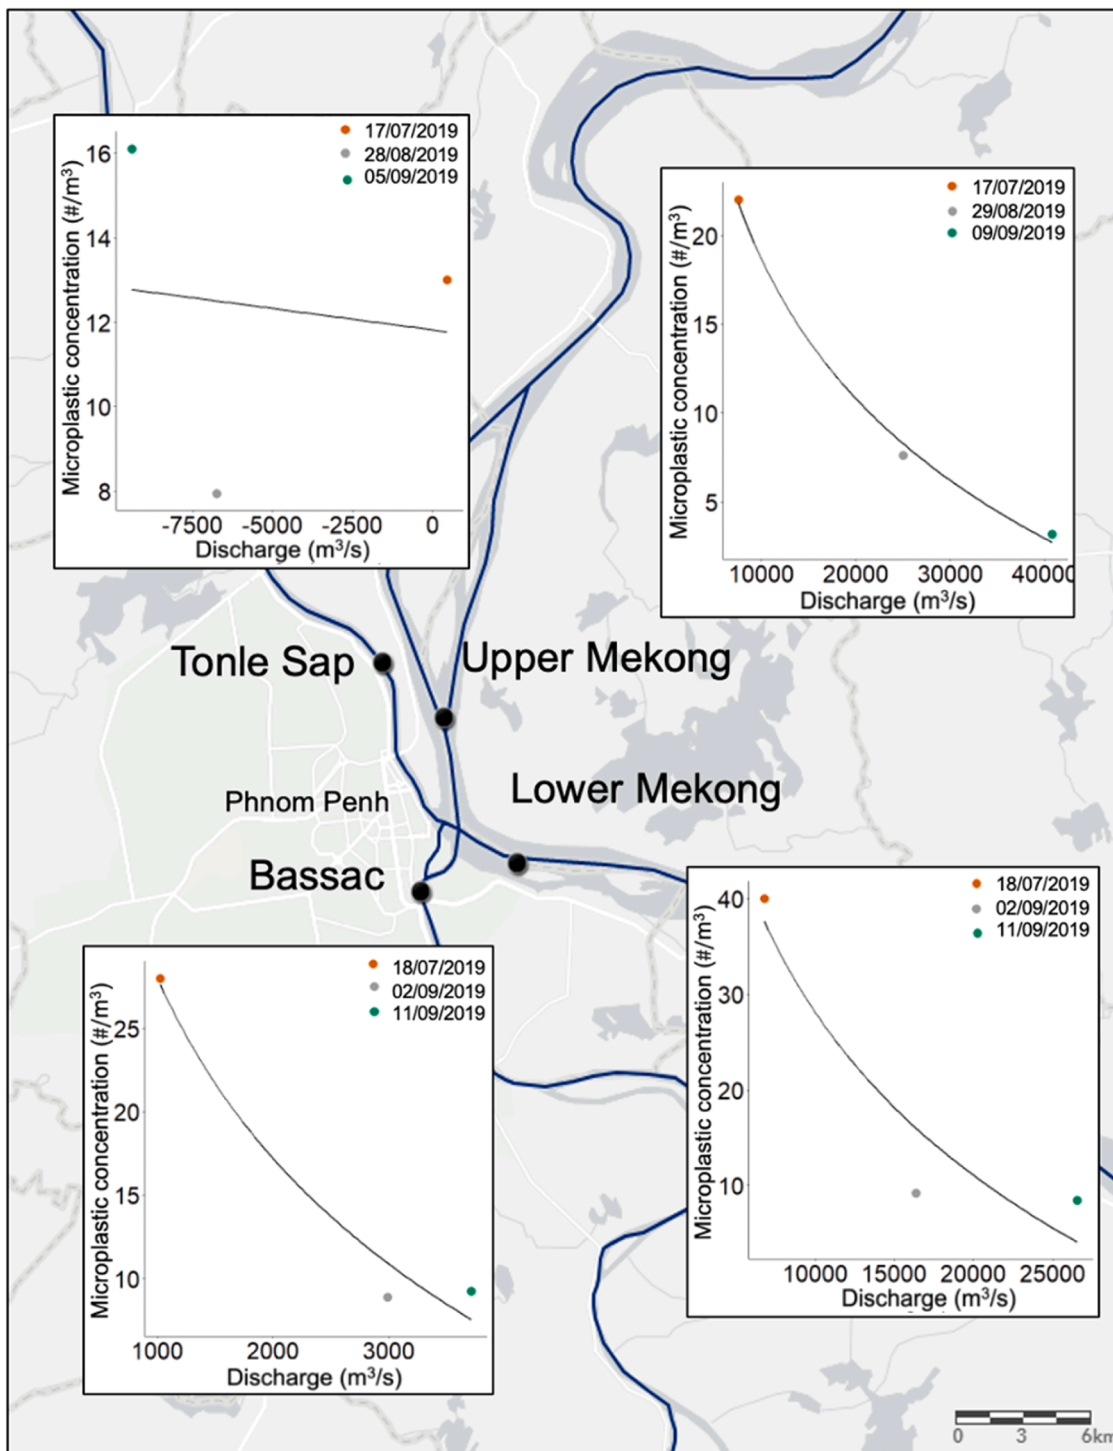 17/07/2019
28/08/2019
05/09/2019
Microplastic concentration (#/m³)
16
14
12
10
8
-7500 -5000 -2500 0
Discharge (m³/s)
17/07/2019
29/08/2019
09/09/2019
Microplastic concentration (#/m³)
20
15
10
5
10000 20000 30000 40000
Discharge (m³/s)
Tonle Sap
Upper Mekong
Lower Mekong
Phnom Penh
Bassac
18/07/2019
02/09/2019
11/09/2019
Microplastic concentration (#/m³)
40
30
20
10
10000 15000 20000 25000
Discharge (m³/s)
18/07/2019
02/09/2019
11/09/2019
Microplastic concentration (#/m³)
25
20
15
10
1000 2000 3000
Discharge (m³/s)
0 3 6km